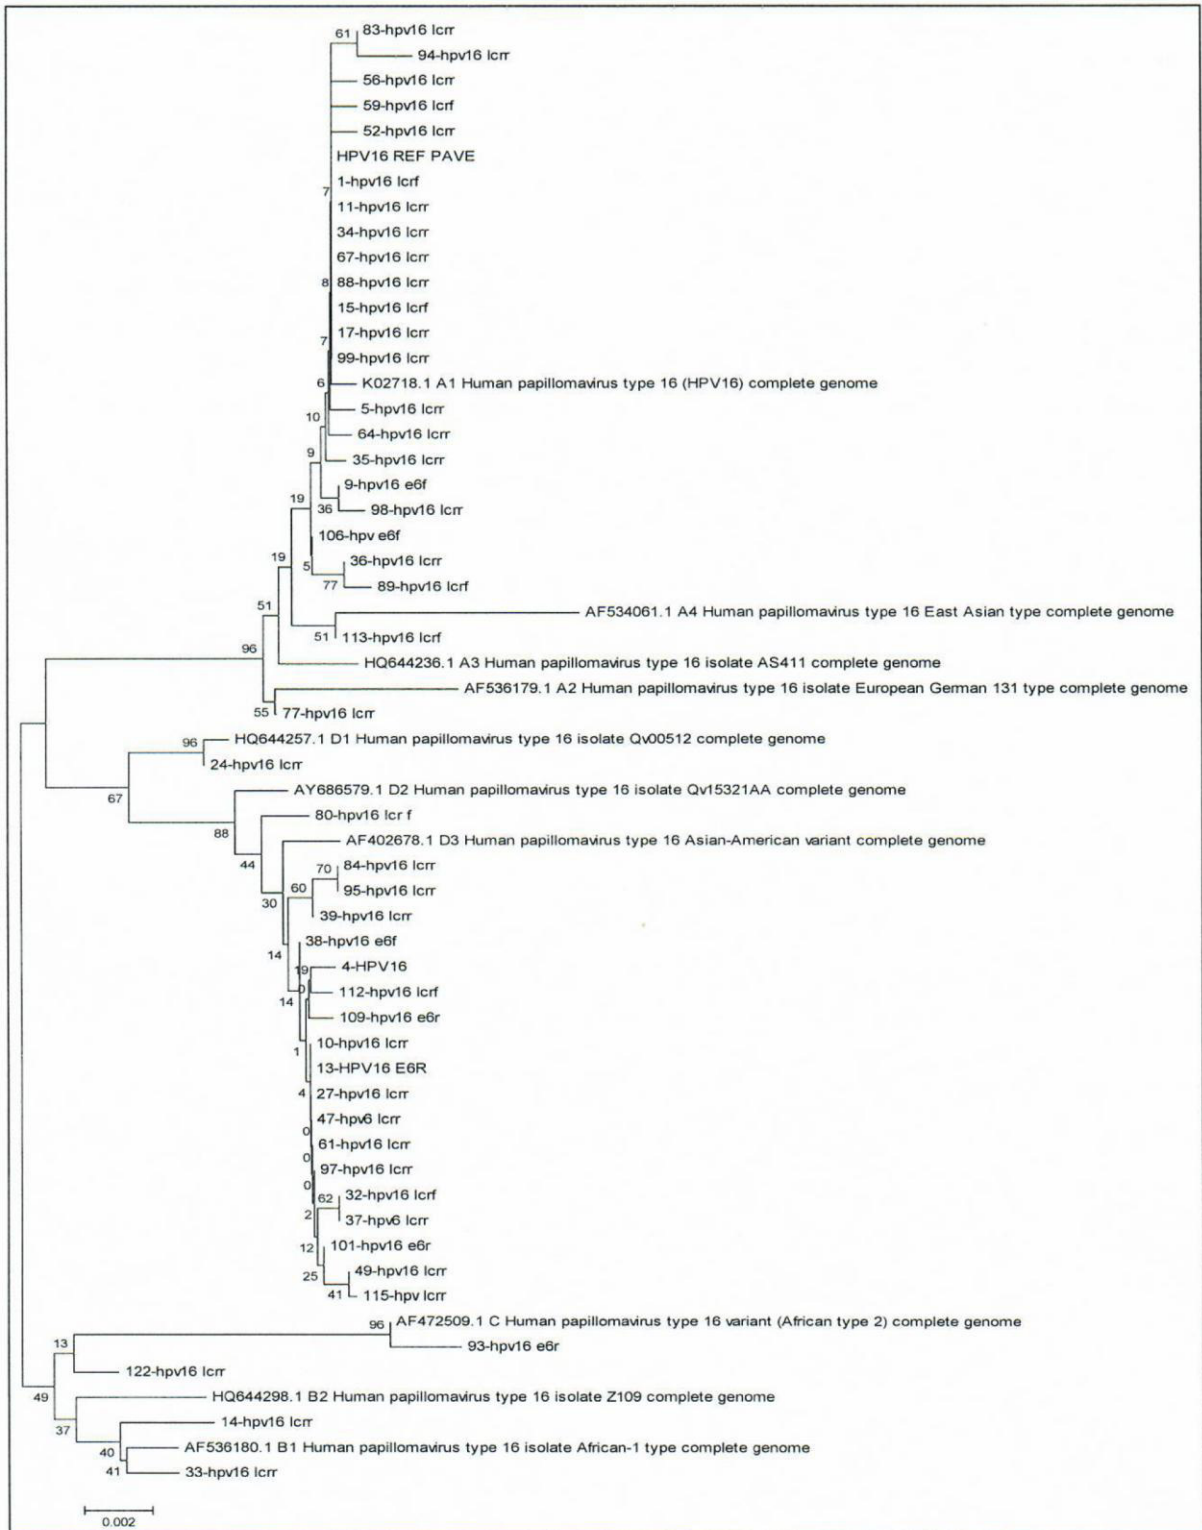 83-hpv16 lcrr
61
94-hpv16 lcrr
56-hpv16 lcrr
59-hpv16 lcrf
52-hpv16 lcrr
HPV16 REF PAVE
1-hpv16 lcrf
7
11-hpv16 lcrr
34-hpv16 lcrr
67-hpv16 lcrr
8
88-hpv16 lcrr
15-hpv16 lcrf
17-hpv16 lcrr
7
99-hpv16 lcrr
6
K02718.1 A1 Human papillomavirus type 16 (HPV16) complete genome
5-hpv16 lcrr
10
64-hpv16 lcrr
9
35-hpv16 lcrr
9-hpv16 e6f
19
36
98-hpv16 lcrr
106-hpv e6f
19
5
36-hpv16 lcrr
77
89-hpv16 lcrf
51
AF534061.1 A4 Human papillomavirus type 16 East Asian type complete genome
51
113-hpv16 lcrf
96
HQ644236.1 A3 Human papillomavirus type 16 isolate AS411 complete genome
AF536179.1 A2 Human papillomavirus type 16 isolate European German 131 type complete genome
55
77-hpv16 lcrr
96
HQ644257.1 D1 Human papillomavirus type 16 isolate Qv00512 complete genome
24-hpv16 lcrr
67
AY686579.1 D2 Human papillomavirus type 16 isolate Qv15321AA complete genome
80-hpv16 lcr f
88
AF402678.1 D3 Human papillomavirus type 16 Asian-American variant complete genome
44
70
84-hpv16 lcrr
60
95-hpv16 lcrr
30
39-hpv16 lcrr
38-hpv16 e6f
14
19
4-HPV16
0
112-hpv16 lcrf
14
109-hpv16 e6r
10-hpv16 lcrr
1
13-HPV16 E6R
4
27-hpv16 lcrr
47-hpv6 lcrr
0
61-hpv16 lcrr
0
97-hpv16 lcrr
0
62
32-hpv16 lcrf
2
37-hpv6 lcrr
12
101-hpv16 e6r
25
49-hpv16 lcrr
41
115-hpv lcrr
96
AF472509.1 C Human papillomavirus type 16 variant (African type 2) complete genome
13
93-hpv16 e6r
122-hpv16 lcrr
49
HQ644298.1 B2 Human papillomavirus type 16 isolate Z109 complete genome
37
14-hpv16 lcrr
40
AF536180.1 B1 Human papillomavirus type 16 isolate African-1 type complete genome
41
33-hpv16 lcrr
0.002